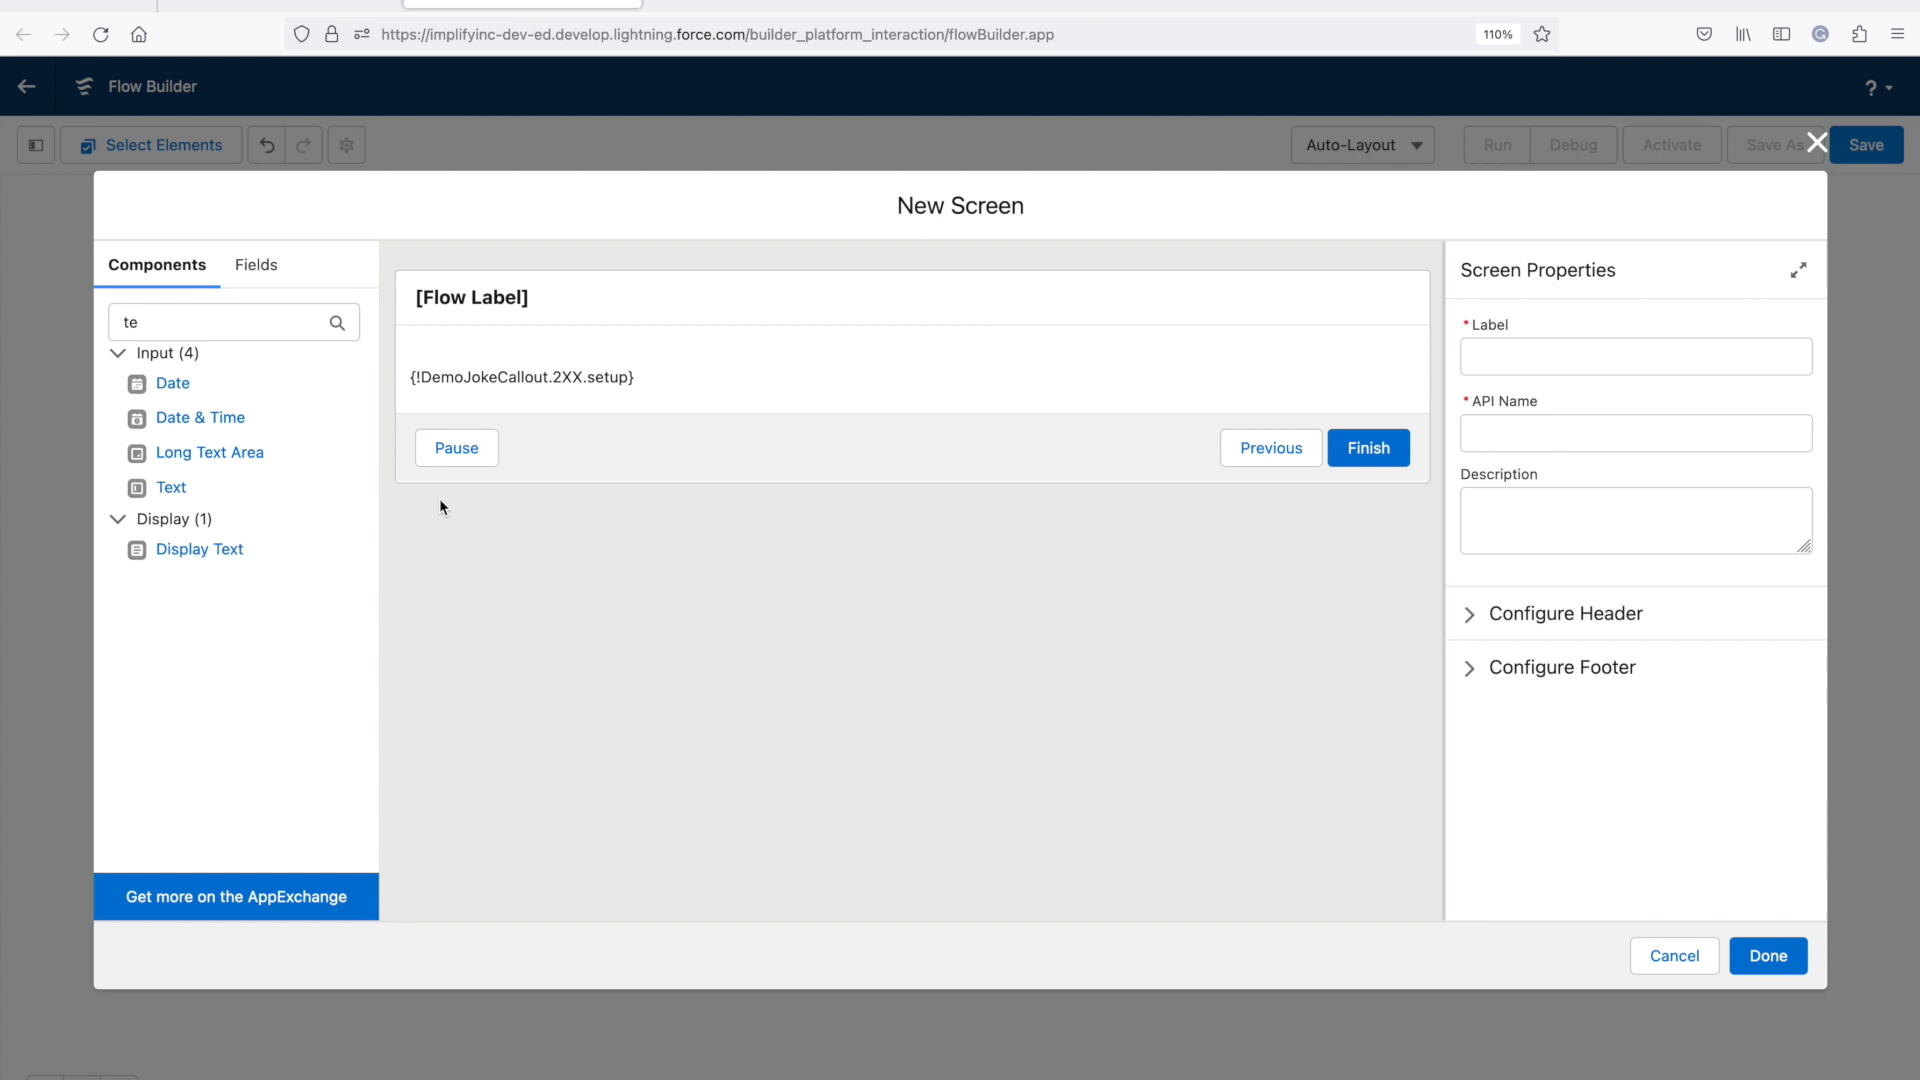 https://implifyinc-dev-ed.develop.lightning.force.com/builder_platform_interaction/flowBuilder.app
110%
Flow Builder
?
Select Elements
Auto-Layout
Run
Debug
Activate
Save As
Save
New Screen
Components
Fields
te
Input (4)
Date
Date & Time
Long Text Area
Text
Display (1)
Display Text
Get more on the AppExchange
[Flow Label]
{!DemoJokeCallout.2XX.setup}
Pause
Previous
Finish
Screen Properties
* Label
* API Name
Description
Configure Header
Configure Footer
Cancel
Done